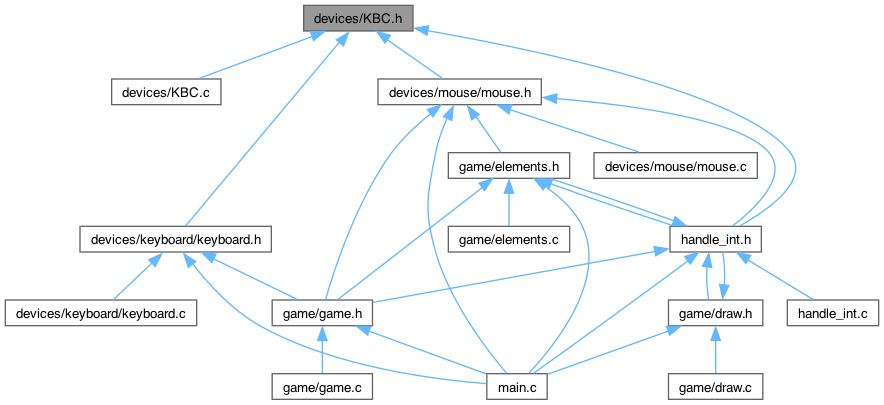 devices/KBC.h
devices/KBC.c
devices/mouse/mouse.h
game/elements.h
devices/mouse/mouse.c
devices/keyboard/keyboard.h
game/elements.c
handle_int.h
devices/keyboard/keyboard.c
game/game.h
game/draw.h
handle_int.c
game/game.c
main.c
game/draw.c